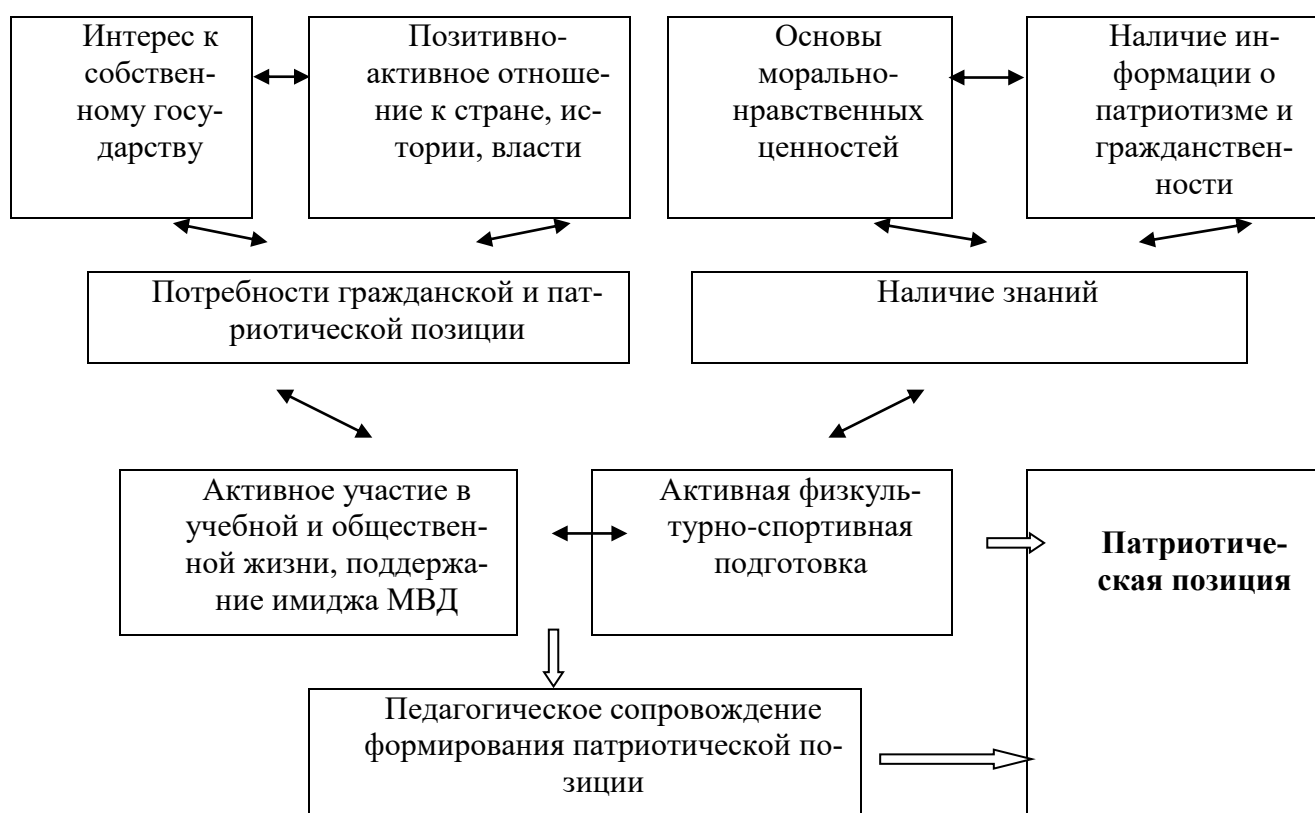 Интерес к
собствен-
ному госу-
дарству
Позитивно-
активное отноше-
ние к стране, ис-
тории, власти
Основы
морально-
нравственных
ценностей
Наличие ин-
формации о
патриотизме и
гражданствен-
ности
Потребности гражданской и пат-
риотической позиции
Наличие знаний
Активное участие в
учебной и обществен-
ной жизни, поддержа-
ние имиджа МВД
Активная физкуль-
турно-спортивная
подготовка
Патриотиче-
ская позиция
Педагогическое сопровождение
формирования патриотической по-
зиции